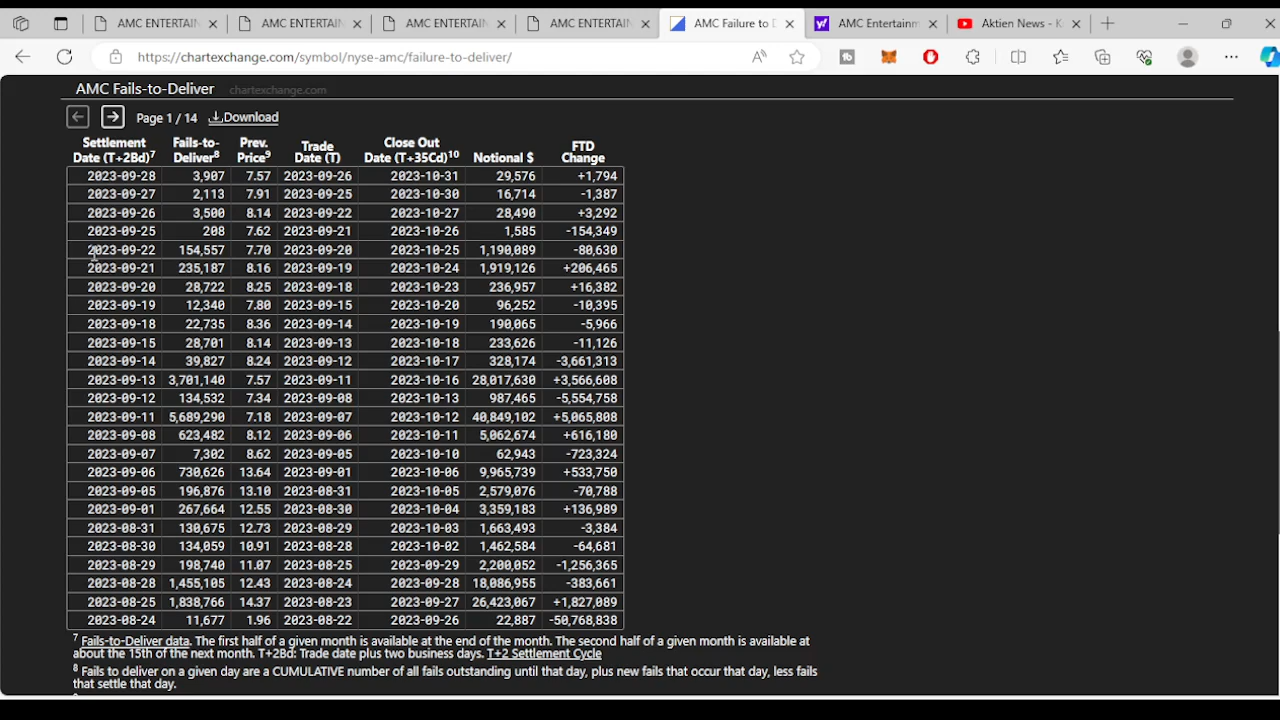 AMC ENTERTAIN AMC ENTERTAIN AMC ENTERTAIN AMC ENTERTAIN AMC Failure to D AMC Entertainm Aktien News - K
https://chartexchange.com/symbol/nyse-amc/failure-to-deliver/
AMC Fails-to-Deliver chartexchange.com
Page 1 / 14 Download
Settlement Date (T+2Bd)7 Fails-to-Deliver8 Prev. Price9 Trade Date (T) Close Out Date (T+35Cd)10 Notional $ FTD Change
2023-09-28 3,907 7.57 2023-09-26 2023-10-31 29,576 +1,794
2023-09-27 2,113 7.91 2023-09-25 2023-10-30 16,714 -1,387
2023-09-26 3,500 8.14 2023-09-22 2023-10-27 28,490 +3,292
2023-09-25 208 7.62 2023-09-21 2023-10-26 1,585 -154,349
2023-09-22 154,557 7.70 2023-09-20 2023-10-25 1,190,089 -80,630
2023-09-21 235,187 8.16 2023-09-19 2023-10-24 1,919,126 +206,465
2023-09-20 28,722 8.25 2023-09-18 2023-10-23 236,957 +16,382
2023-09-19 12,340 7.80 2023-09-15 2023-10-20 96,252 -10,395
2023-09-18 22,735 8.36 2023-09-14 2023-10-19 190,065 -5,966
2023-09-15 28,701 8.14 2023-09-13 2023-10-18 233,626 -11,126
2023-09-14 39,827 8.24 2023-09-12 2023-10-17 328,174 -3,661,313
2023-09-13 3,701,140 7.57 2023-09-11 2023-10-16 28,017,630 +3,566,608
2023-09-12 134,532 7.34 2023-09-08 2023-10-13 987,465 -5,554,758
2023-09-11 5,689,290 7.18 2023-09-07 2023-10-12 40,849,102 +5,065,808
2023-09-08 623,482 8.12 2023-09-06 2023-10-11 5,062,674 +616,180
2023-09-07 7,302 8.62 2023-09-05 2023-10-10 62,943 -723,324
2023-09-06 730,626 13.64 2023-09-01 2023-10-06 9,965,739 +533,750
2023-09-05 196,876 13.10 2023-08-31 2023-10-05 2,579,076 -70,788
2023-09-01 267,664 12.55 2023-08-30 2023-10-04 3,359,183 +136,989
2023-08-31 130,675 12.73 2023-08-29 2023-10-03 1,663,493 -3,384
2023-08-30 134,059 10.91 2023-08-28 2023-10-02 1,462,584 -64,681
2023-08-29 198,740 11.07 2023-08-25 2023-09-29 2,200,052 -1,256,365
2023-08-28 1,455,105 12.43 2023-08-24 2023-09-28 18,086,955 -383,661
2023-08-25 1,838,766 14.37 2023-08-23 2023-09-27 26,423,067 +1,827,089
2023-08-24 11,677 1.96 2023-08-22 2023-09-26 22,887 -50,768,838
7 Fails-to-Deliver data. The first half of a given month is available at the end of the month. The second half of a given month is available at
about the 15th of the next month. T+2Bd: Trade date plus two business days. T+2 Settlement Cycle
8 Fails to deliver on a given day are a CUMULATIVE number of all fails outstanding until that day, plus new fails that occur that day, less fails
that settle that day.